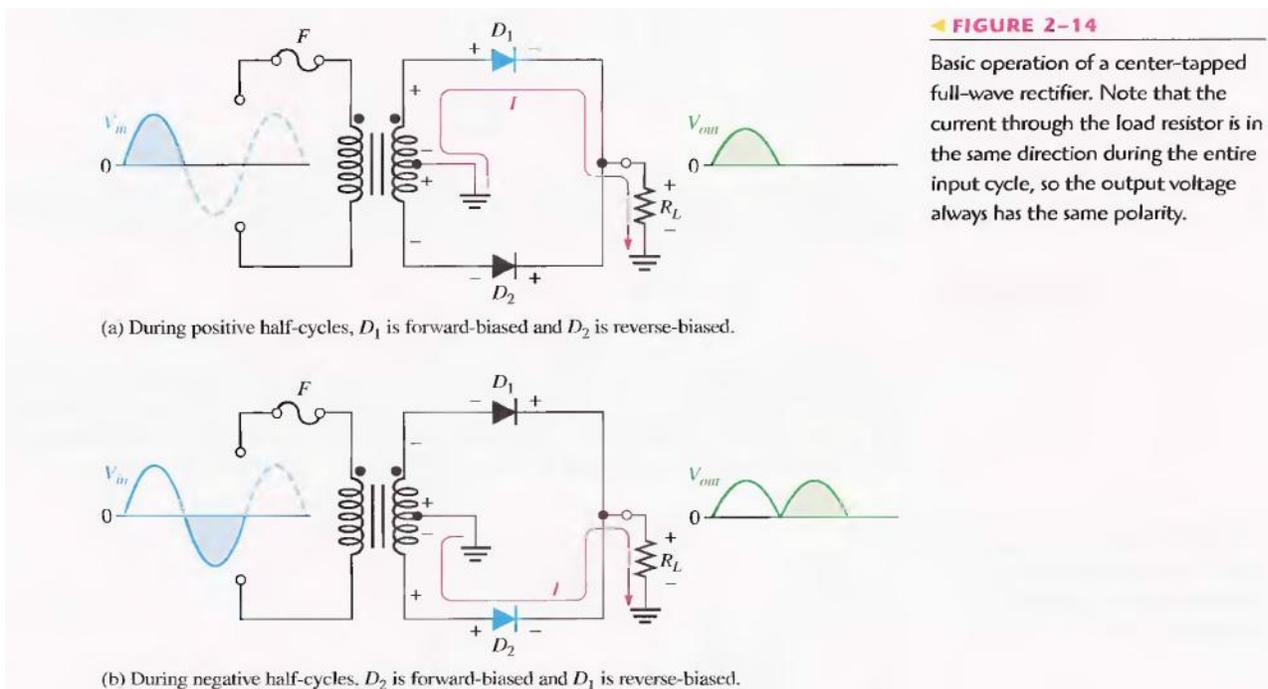 ◄ FIGURE 2–14
Basic operation of a center-tapped
full-wave rectifier. Note that the
current through the load resistor is in
the same direction during the entire
input cycle, so the output voltage
always has the same polarity.
F
D1
+ −
Vin
0
+
I
−
+
−
Vout
0
+
RL
−
− +
D2
(a) During positive half-cycles, D1 is forward-biased and D2 is reverse-biased.
F
D1
− +
Vin
0
−
+
−
+
I
Vout
0
+
RL
−
+ −
D2
(b) During negative half-cycles. D2 is forward-biased and D1 is reverse-biased.